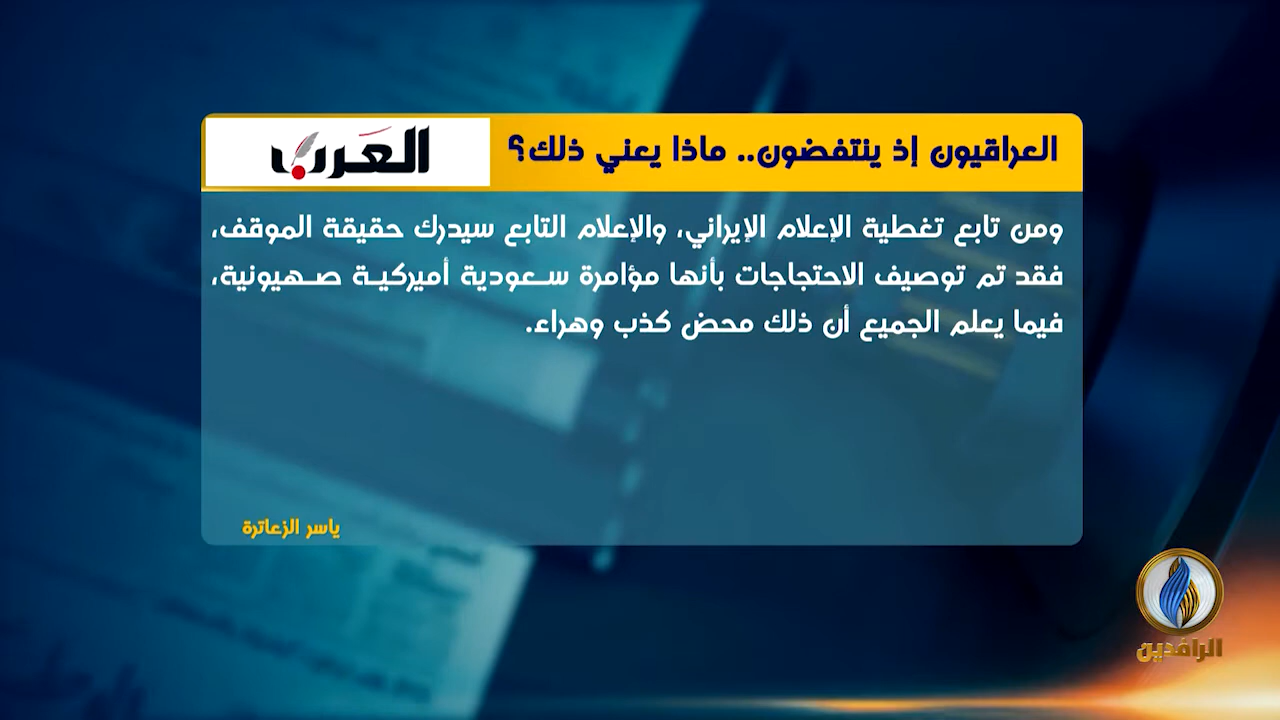 العراقيون إذ ينتفضون.. ماذا يعني ذلك؟
العرب
ومن تابع تغطية الإعلام الإيراني، والإعلام التابع سيدرك حقيقة الموقف،
فقد تم توصيف الاحتجاجات بأنها مؤامرة سعودية أميركية صهيونية،
فيما يعلم الجميع أن ذلك محض كذب وهراء.
ياسر الزعاترة
الرافدين